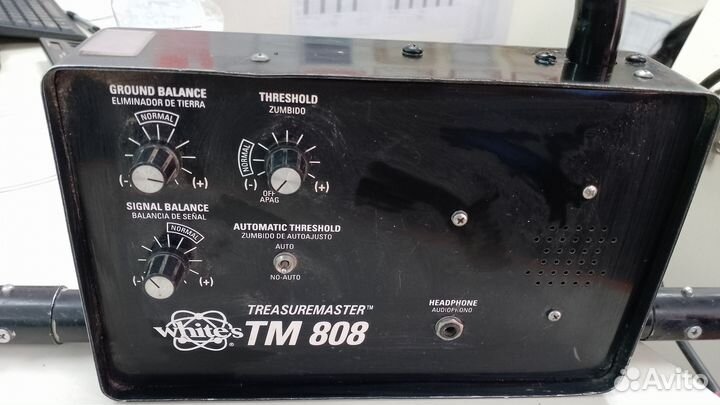 GROUND BALANCE
ELIMINADOR DE TIERRA
NORMAL
(-) (+)
THRESHOLD
ZUMBIDO
NORMAL
(-) (+)
OFF
APAG
SIGNAL BALANCE
BALANCIA DE SEÑAL
NORMAL
(-) (+)
AUTOMATIC THRESHOLD
ZUMBIDO DE AUTOAJUSTO
AUTO
NO-AUTO
White's ®
TREASUREMASTER™
TM 808
HEADPHONE
AUDIOPHONO
Avito